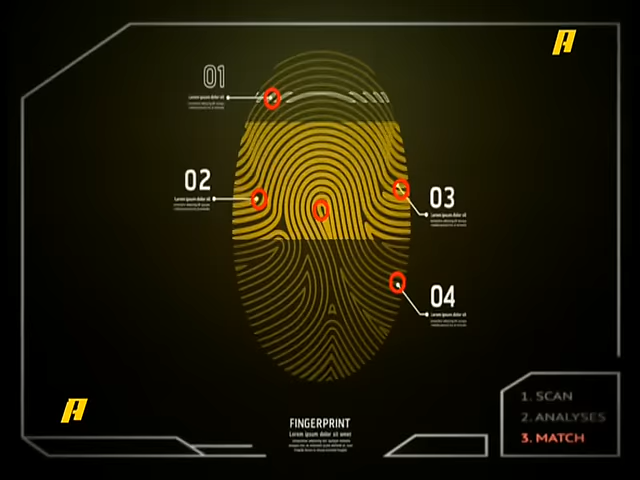 A
01
Lorem ipsum dolor sit
02
Lorem ipsum dolor sit
03
Lorem ipsum dolor sit
04
Lorem ipsum dolor sit
A
FINGERPRINT
Lorem ipsum dolor sit amet
1. SCAN
2. ANALYSES
3. MATCH